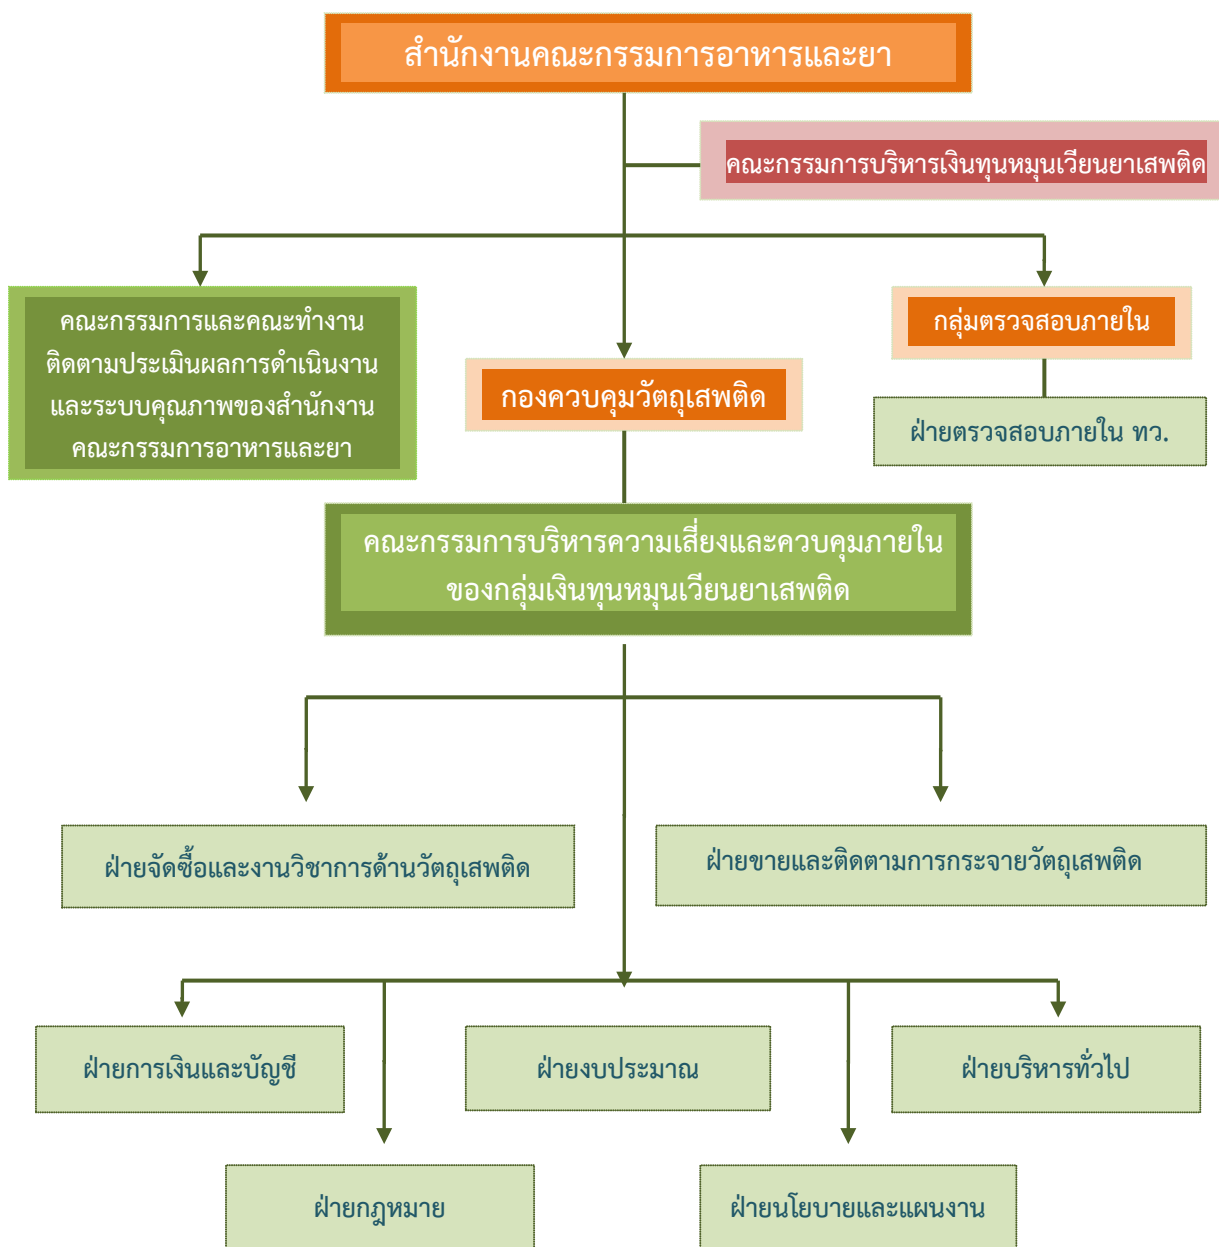 สำนักงานคณะกรรมการอาหารและยา
คณะกรรมการบริหารเงินทุนหมุนเวียนยาเสพติด
คณะกรรมการและคณะทำงาน
ติดตามประเมินผลการดำเนินงาน
และระบบคุณภาพของสำนักงาน
คณะกรรมการอาหารและยา
กองควบคุมวัตถุเสพติด
กลุ่มตรวจสอบภายใน
ฝ่ายตรวจสอบภายใน ทว.
คณะกรรมการบริหารความเสี่ยงและควบคุมภายใน
ของกลุ่มเงินทุนหมุนเวียนยาเสพติด
ฝ่ายจัดซื้อและงานวิชาการด้านวัตถุเสพติด
ฝ่ายขายและติดตามการกระจายวัตถุเสพติด
ฝ่ายการเงินและบัญชี
ฝ่ายงบประมาณ
ฝ่ายบริหารทั่วไป
ฝ่ายกฎหมาย
ฝ่ายนโยบายและแผนงาน